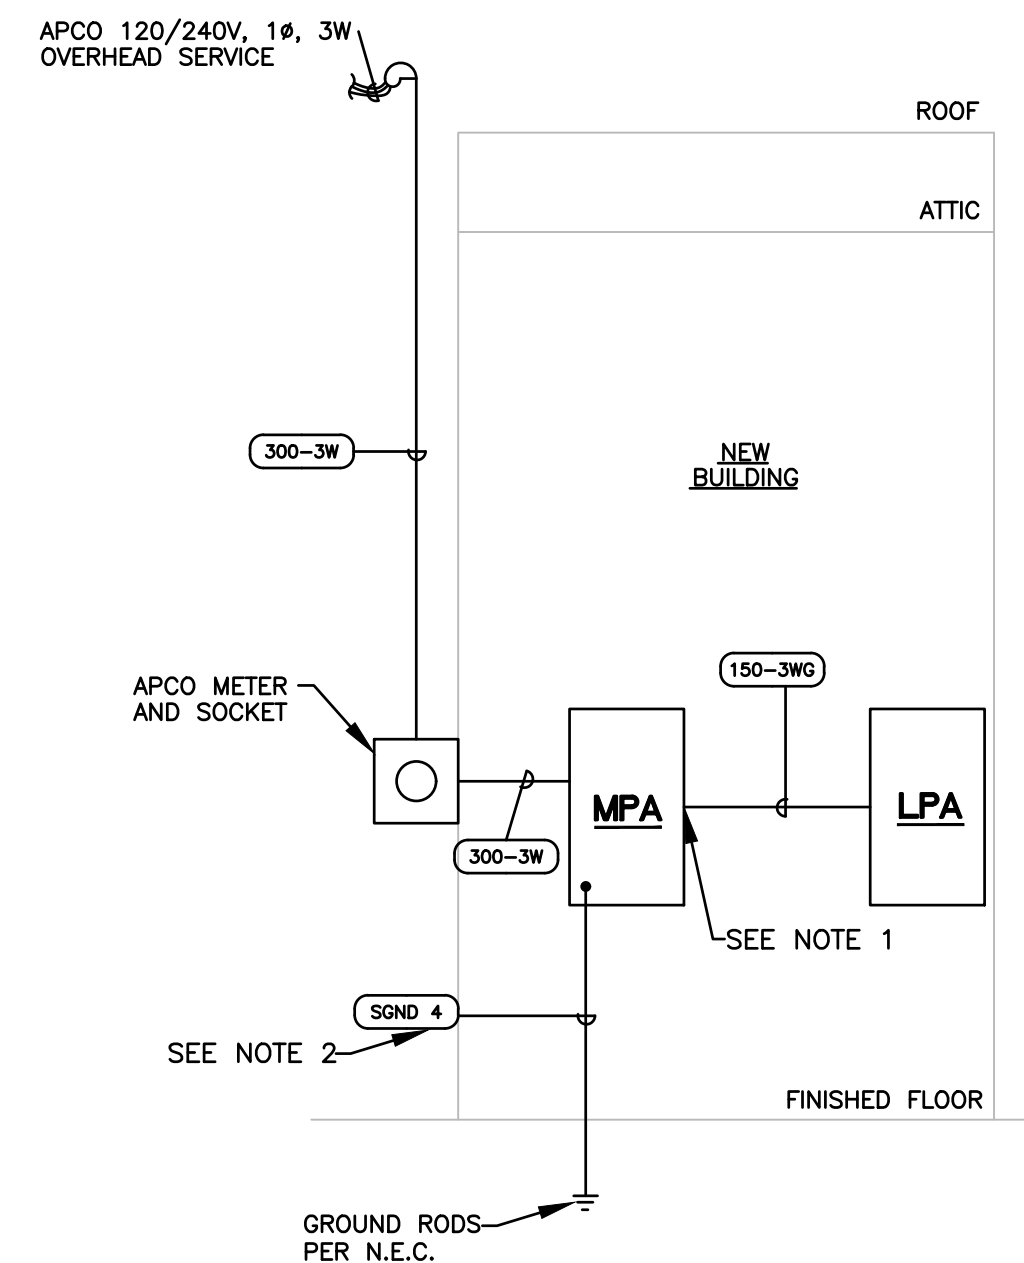 APCO 120/240V, 1ø, 3W
OVERHEAD SERVICE
ROOF
ATTIC
300-3W
NEW
BUILDING
150-3WG
APCO METER
AND SOCKET
MPA
LPA
300-3W
SEE NOTE 1
SGND 4
SEE NOTE 2
FINISHED FLOOR
GROUND RODS
PER N.E.C.